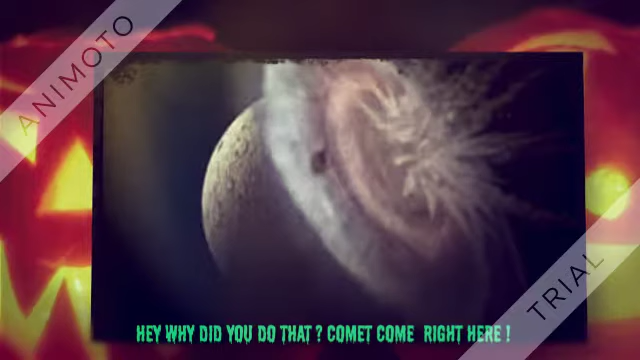 ANIMOTO
TRIAL
HEY WHY DID YOU DO THAT ? COMET COME RIGHT HERE !